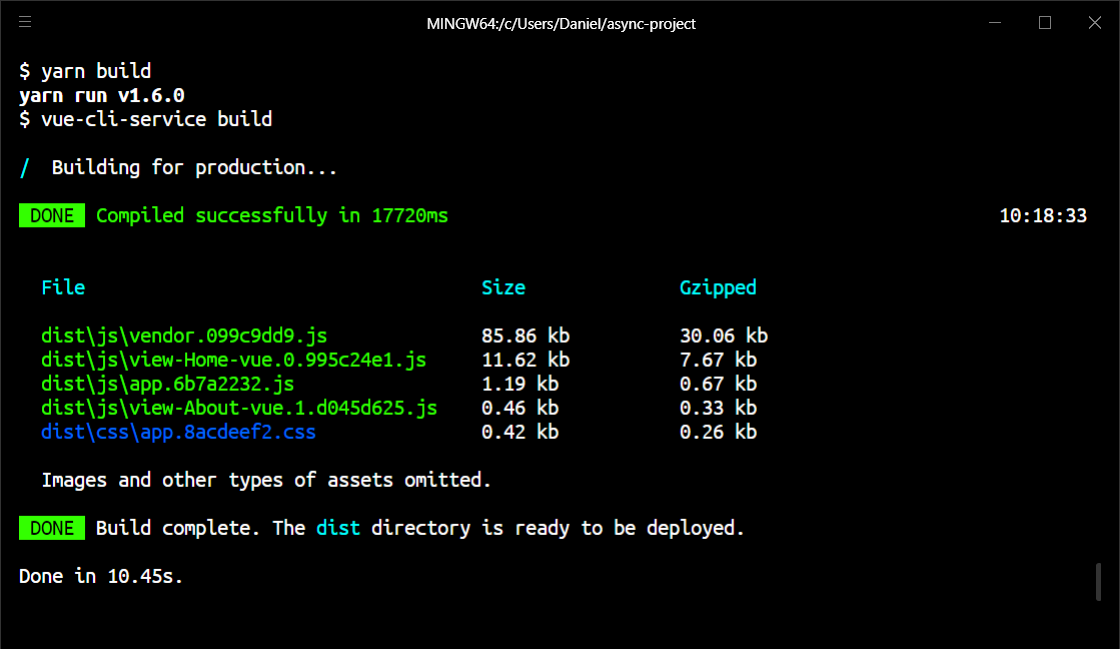 MINGW64:/c/Users/Daniel/async-project
$ yarn build
yarn run v1.6.0
$ vue-cli-service build
/ Building for production...
DONE Compiled successfully in 17720ms 10:18:33
File Size Gzipped
dist\js\vendor.099c9dd9.js 85.86 kb 30.06 kb
dist\js\view-Home-vue.0.995c24e1.js 11.62 kb 7.67 kb
dist\js\app.6b7a2232.js 1.19 kb 0.67 kb
dist\js\view-About-vue.1.d045d625.js 0.46 kb 0.33 kb
dist\css\app.8acdeef2.css 0.42 kb 0.26 kb
Images and other types of assets omitted.
DONE Build complete. The dist directory is ready to be deployed.
Done in 10.45s.